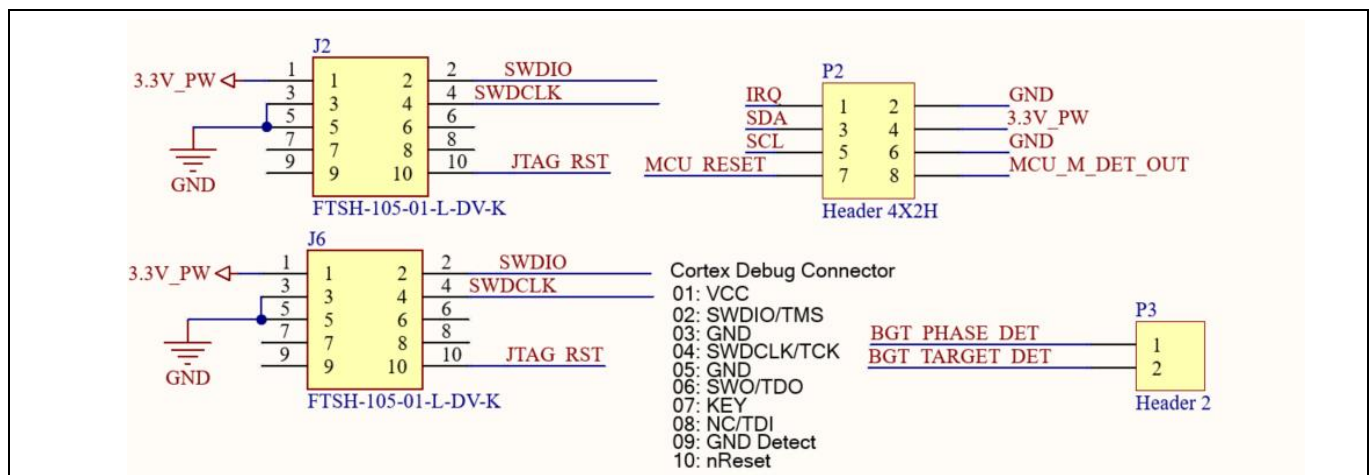 J2
3.3V_PW
1 1 2 2 SWDIO
3 3 4 4 SWDCLK
5 5 6 6
7 7 8 8
9 9 10 10 JTAG_RST
GND
FTSH-105-01-L-DV-K
P2
IRQ 1 2 GND
SDA 3 4 3.3V_PW
SCL 5 6 GND
MCU_RESET 7 8 MCU_M_DET_OUT
Header 4X2H
J6
3.3V_PW
1 1 2 2 SWDIO
3 3 4 4 SWDCLK
5 5 6 6
7 7 8 8
9 9 10 10 JTAG_RST
GND
FTSH-105-01-L-DV-K
Cortex Debug Connector
01: VCC
02: SWDIO/TMS
03: GND
04: SWDCLK/TCK
05: GND
06: SWO/TDO
07: KEY
08: NC/TDI
09: GND Detect
10: nReset
P3
BGT_PHASE_DET 1
BGT_TARGET_DET 2
Header 2